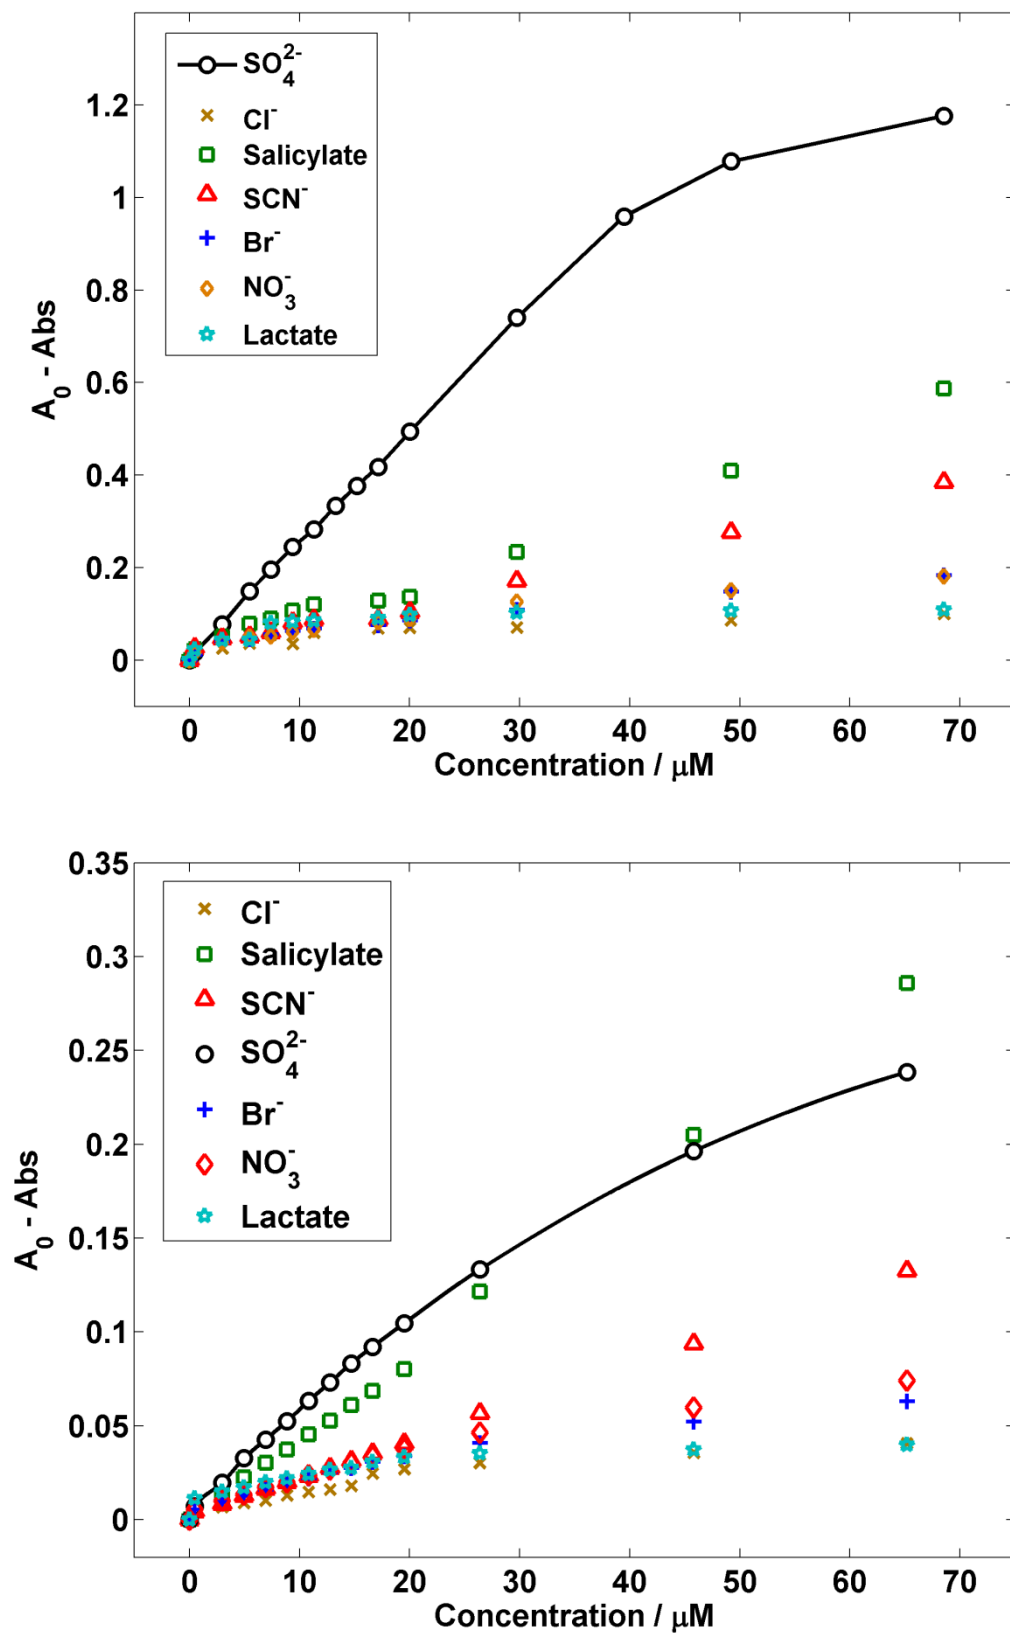 SO₄²⁻
Cl⁻
Salicylate
SCN⁻
Br⁻
NO₃⁻
Lactate
1.2
1
0.8
0.6
0.4
0.2
0
A₀ - Abs
0 10 20 30 40 50 60 70
Concentration / μM
0.35
0.3
0.25
0.2
0.15
0.1
0.05
0
A₀ - Abs
Cl⁻
Salicylate
SCN⁻
SO₄²⁻
Br⁻
NO₃⁻
Lactate
0 10 20 30 40 50 60 70
Concentration / μM